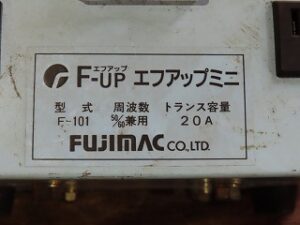 エフアップ
F-UP エフアップミニ
型式 周波数 トランス容量
F-101 50/60兼用 20A
FUJIMAC CO.,LTD.